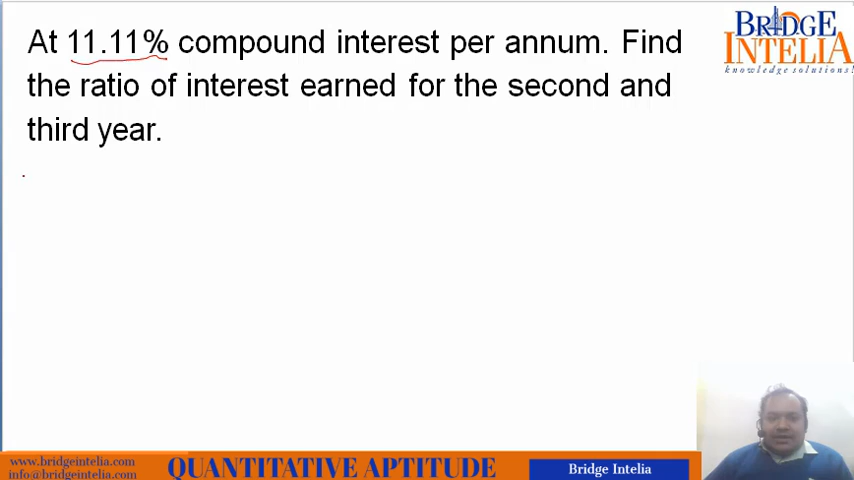 At 11.11% compound interest per annum. Find
the ratio of interest earned for the second and
third year.
BRIDGE
INTELIA
knowledge solutions!
www.bridgeintelia.com
info@bridgeintelia.com
QUANTITATIVE APTITUDE
Bridge Intelia